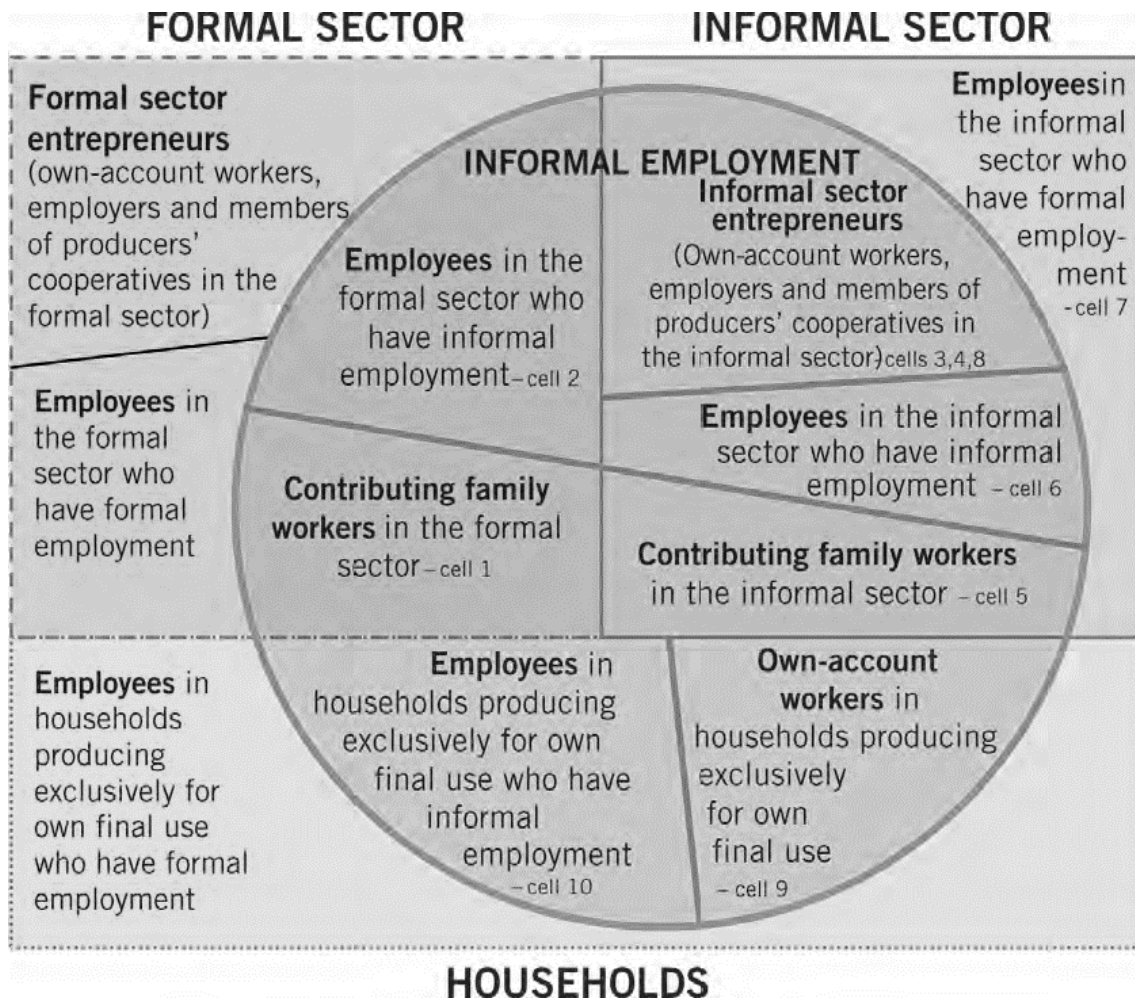 FORMAL SECTOR
INFORMAL SECTOR
Formal sector
entrepreneurs
(own-account workers,
employers and members
of producers'
cooperatives in the
formal sector)
Employees in
the formal
sector who
have formal
employment
INFORMAL EMPLOYMENT
Employees in the
formal sector who
have informal
employment–cell 2
Contributing family
workers in the formal
sector–cell 1
Informal sector
entrepreneurs
(Own-account workers,
employers and members of
producers' cooperatives in
the informal sector)cells 3,4,8
Employees in the informal
sector who have informal
employment – cell 6
Contributing family workers
in the informal sector – cell 5
Employeesin
the informal
sector who
have formal
employ-
ment
-cell 7
Employees in
households
producing
exclusively for
own final use
who have formal
employment
Employees in
households producing
exclusively for own
final use who have
informal
employment
–cell 10
Own-account
workers in
households producing
exclusively
for own
final use
– cell 9
HOUSEHOLDS